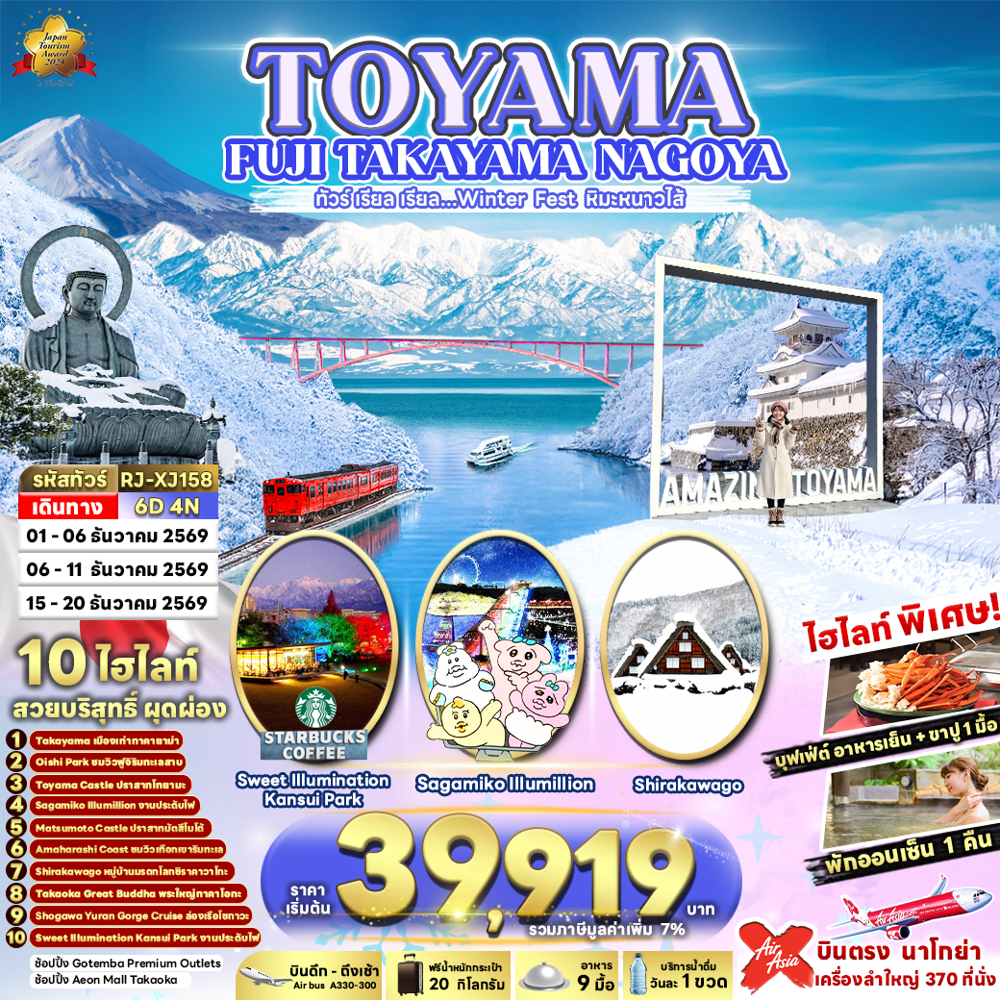 Japan
Tourism
Award
2024
TOYAMA
FUJI TAKAYAMA NAGOYA
ทัวร์ เรียล เรียล...Winter Fest หิมะหนาวไส้
AMAZING TOYAMA
รหัสทัวร์ RJ-XJ158
เดินทาง 6D 4N
01 - 06 ธันวาคม 2569
06 - 11 ธันวาคม 2569
15 - 20 ธันวาคม 2569
10 ไฮไลท์
สวยบริสุทธิ์ ผุดผ่อง
1 Takayama เมืองเก่าทาคายาม่า
2 Oishi Park ชมวิวฟูจิริมทะเลสาบ
3 Toyama Castle ปราสาทโทยามะ
4 Sagamiko Illumillion งานประดับไฟ
5 Matsumoto Castle ปราสาทมัตสึโมโต้
6 Amaharashi Coast ชมวิวเทือกเขาริมทะเล
7 Shirakawago หมู่บ้านมรดกโลกชิราคาวาโกะ
8 Takaoka Great Buddha พระใหญ่ทาคาโอกะ
9 Shogawa Yuran Gorge Cruise ล่องเรือโชกาวะ
10 Sweet Illumination Kansui Park งานประดับไฟ
ช้อปปิ้ง Gotemba Premium Outlets
ช้อปปิ้ง Aeon Mall Takaoka
STARBUCKS
COFFEE
Sweet Illumination
Kansui Park
Sagamiko Illumillion
Shirakawago
ไฮไลท์ พิเศษ!
บุฟเฟ่ต์ อาหารเย็น + ขาปู 1 มื้อ
พักออนเซ็น 1 คืน
ราคา
เริ่มต้น
39,919
บาท
รวมภาษีมูลค่าเพิ่ม 7%
บินดึก - ถึงเช้า
Air bus A330-300
ฟรีน้ำหนักกระเป๋า
20 กิโลกรัม
อาหาร
9 มื้อ
บริการน้ำดื่ม
วันละ 1 ขวด
Air Asia
X
Air
Asia
บินตรง นาโกย่า
เครื่องลำใหญ่ 370 ที่นั่ง